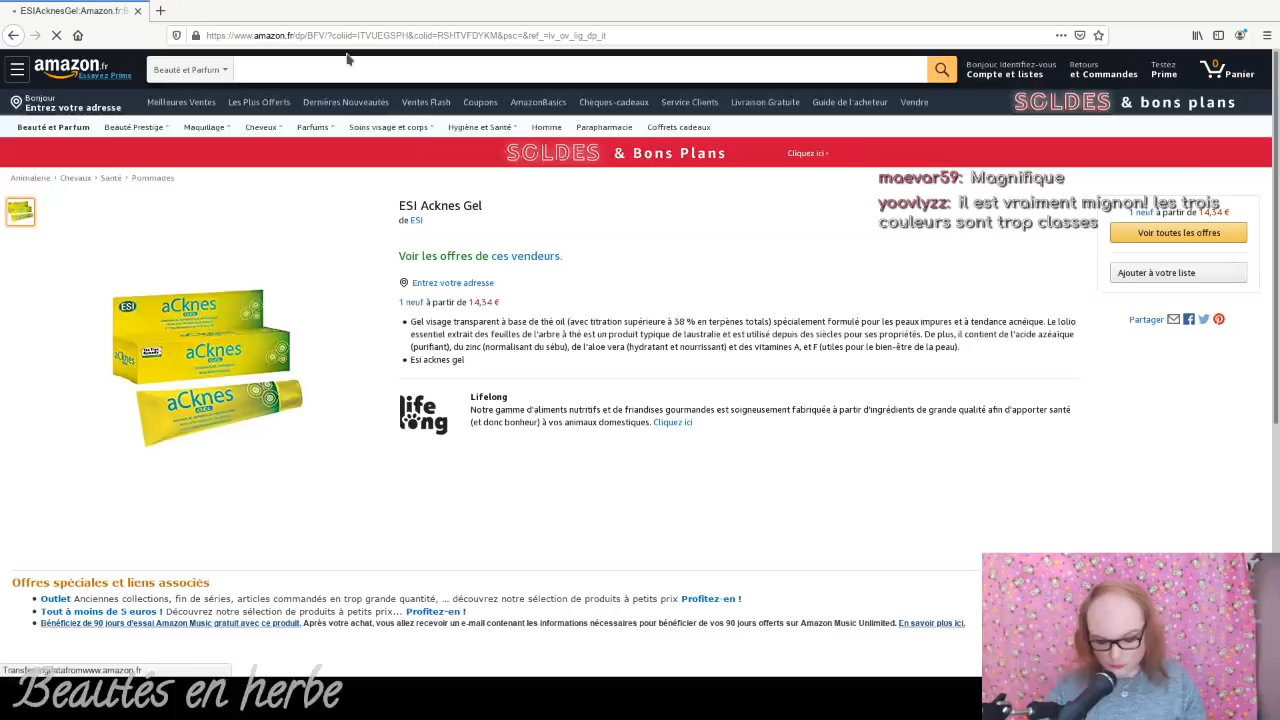 ESIAcknesGel:Amazon.fr:B
https://www.amazon.fr/dp/BFV/?coliid=ITVUEGSPH&colid=RSHTVFDYKM&psc=&ref_=lv_ov_lig_dp_it
amazon.fr
Essayez Prime
Beauté et Parfum
Bonjour, Identifiez-vous
Compte et listes
Retours
et Commandes
Testez
Prime
0
Panier
Bonjour
Entrez votre adresse
Meilleures Ventes Les Plus Offerts Dernières Nouveautés Ventes Flash Coupons AmazonBasics Chèques-cadeaux Service Clients Livraison Gratuite Guide de l'acheteur Vendre
SOLDES & bons plans
Beauté et Parfum Beauté Prestige Maquillage Cheveux Parfums Soins visage et corps Hygiène et Santé Homme Parapharmacie Coffrets cadeaux
SOLDES & Bons Plans Cliquez ici ›
Animalerie › Chevaux › Santé › Pommades
maevar59: Magnifique
yoovlyzz: il est vraiment mignon! les trois
couleurs sont trop classes
ESI Acknes Gel
de ESI
1 neuf à partir de 14,34 €
Voir toutes les offres
Voir les offres de ces vendeurs.
Ajouter à votre liste
Entrez votre adresse
1 neuf à partir de 14,34 €
Partager
Gel visage transparent à base de thé oil (avec titration supérieure à 38 % en terpènes totals) spécialement formulé pour les peaux impures et à tendance acnéique. Le lolio
essentiel extrait des feuilles de l'arbre à thé est un produit typique de laustralie et est utilisé depuis des siècles pour ses propriétés. De plus, il contient de l'acide azéaïque
(purifiant), du zinc (normalisant du sébu), de l'aloe vera (hydratant et nourrissant) et des vitamines A, et F (utiles pour le bien-être de la peau).
Esi acknes gel
ESI
aCknes
GEL
aCknes
aCknes
GEL
aCknes
GEL
life
long
Lifelong
Notre gamme d'aliments nutritifs et de friandises gourmandes est soigneusement fabriquée à partir d'ingrédients de grande qualité afin d'apporter santé
(et donc bonheur) à vos animaux domestiques. Cliquez ici
Offres spéciales et liens associés
Outlet Anciennes collections, fin de séries, articles commandés en trop grande quantité, ... découvrez notre sélection de produits à petits prix Profitez-en !
Tout à moins de 5 euros ! Découvrez notre sélection de produits à petits prix... Profitez-en !
Bénéficiez de 90 jours d'essai Amazon Music gratuit avec ce produit. Après votre achat, vous allez recevoir un e-mail contenant les informations nécessaires pour bénéficier de vos 90 jours offerts sur Amazon Music Unlimited. En savoir plus ici.
Beautés en herbe